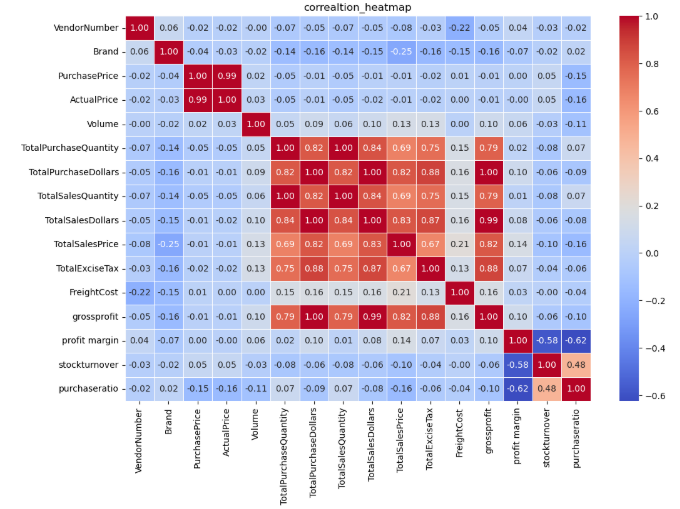 correaltion_heatmap
VendorNumber 1.00 0.06 -0.02 -0.02 -0.00 -0.07 -0.05 -0.07 -0.05 -0.08 -0.03 -0.22 -0.05 0.04 -0.03 -0.02
Brand 0.06 1.00 -0.04 -0.03 -0.02 -0.14 -0.16 -0.14 -0.15 -0.25 -0.16 -0.15 -0.16 -0.07 -0.02 0.02
PurchasePrice -0.02 -0.04 1.00 0.99 0.02 -0.05 -0.01 -0.05 -0.01 -0.01 -0.02 0.01 -0.01 0.00 0.05 -0.15
ActualPrice -0.02 -0.03 0.99 1.00 0.03 -0.05 -0.01 -0.05 -0.02 -0.01 -0.02 0.00 -0.01 -0.00 0.05 -0.16
Volume -0.00 -0.02 0.02 0.03 1.00 0.05 0.09 0.06 0.10 0.13 0.13 0.00 0.10 0.06 -0.03 -0.11
TotalPurchaseQuantity -0.07 -0.14 -0.05 -0.05 0.05 1.00 0.82 1.00 0.84 0.69 0.75 0.15 0.79 0.02 -0.08 0.07
TotalPurchaseDollars -0.05 -0.16 -0.01 -0.01 0.09 0.82 1.00 0.82 1.00 0.82 0.88 0.16 1.00 0.10 -0.06 -0.09
TotalSalesQuantity -0.07 -0.14 -0.05 -0.05 0.06 1.00 0.82 1.00 0.84 0.69 0.75 0.15 0.79 0.01 -0.08 0.07
TotalSalesDollars -0.05 -0.15 -0.01 -0.02 0.10 0.84 1.00 0.84 1.00 0.83 0.87 0.16 0.99 0.08 -0.06 -0.08
TotalSalesPrice -0.08 -0.25 -0.01 -0.01 0.13 0.69 0.82 0.69 0.83 1.00 0.67 0.21 0.82 0.14 -0.10 -0.16
TotalExciseTax -0.03 -0.16 -0.02 -0.02 0.13 0.75 0.88 0.75 0.87 0.67 1.00 0.13 0.88 0.07 -0.04 -0.06
FreightCost -0.22 -0.15 0.01 0.00 0.00 0.15 0.16 0.15 0.16 0.21 0.13 1.00 0.16 0.03 -0.00 -0.04
grossprofit -0.05 -0.16 -0.01 -0.01 0.10 0.79 1.00 0.79 0.99 0.82 0.88 0.16 1.00 0.10 -0.06 -0.10
profit margin 0.04 -0.07 0.00 -0.00 0.06 0.02 0.10 0.01 0.08 0.14 0.07 0.03 0.10 1.00 -0.58 -0.62
stockturnover -0.03 -0.02 0.05 0.05 -0.03 -0.08 -0.06 -0.08 -0.06 -0.10 -0.04 -0.00 -0.06 -0.58 1.00 0.48
purchaseratio -0.02 0.02 -0.15 -0.16 -0.11 0.07 -0.09 0.07 -0.08 -0.16 -0.06 -0.04 -0.10 -0.62 0.48 1.00
VendorNumber
Brand
PurchasePrice
ActualPrice
Volume
TotalPurchaseQuantity
TotalPurchaseDollars
TotalSalesQuantity
TotalSalesDollars
TotalSalesPrice
TotalExciseTax
FreightCost
grossprofit
profit margin
stockturnover
purchaseratio
1.0
0.8
0.6
0.4
0.2
0.0
−0.2
−0.4
−0.6